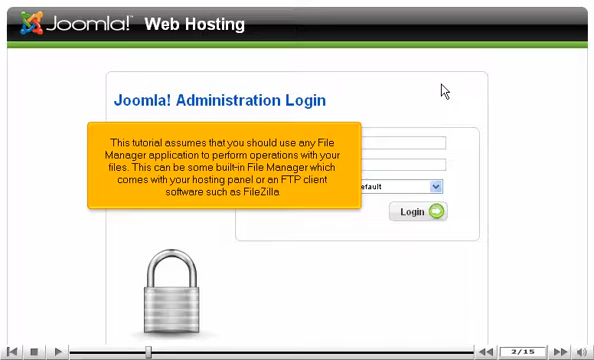 Joomla!™ Web Hosting
Joomla! Administration Login
This tutorial assumes that you should use any File
Manager application to perform operations with your
files. This can be some built-in File Manager which
comes with your hosting panel or an FTP client
software such as FileZilla
efault
Login
2/15